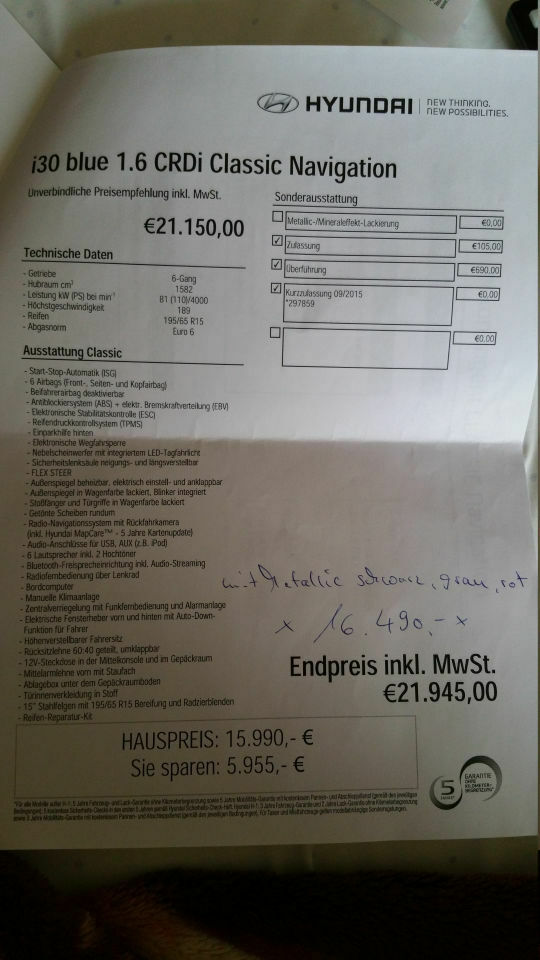 HYUNDAI
NEW THINKING.
NEW POSSIBILITIES.
i30 blue 1.6 CRDi Classic Navigation
Unverbindliche Preisempfehlung inkl. MwSt.
€21.150,00
Technische Daten
- Getriebe 6-Gang
- Hubraum cm³ 1582
- Leistung kW (PS) bei min⁻¹ 81 (110)/4000
- Höchstgeschwindigkeit 189
- Reifen 195/65 R15
- Abgasnorm Euro 6
Sonderausstattung
Metallic-/Mineraleffekt-Lackierung €0,00
Zulassung €105,00
Überführung €690,00
Kurzzulassung 09/2015 €0,00
*297859
€0,00
Ausstattung Classic
- Start-Stop-Automatik (ISG)
- 6 Airbags (Front-, Seiten- und Kopfairbag)
- Beifahrerairbag deaktivierbar
- Antiblockiersystem (ABS) + elektr. Bremskraftverteilung (EBV)
- Elektronische Stabilitätskontrolle (ESC)
- Reifendruckkontrollsystem (TPMS)
- Einparkhilfe hinten
- Elektronische Wegfahrsperre
- Nebelscheinwerfer mit integriertem LED-Tagfahrlicht
- Sicherheitslenksäule neigungs- und längsverstellbar
- FLEX STEER
- Außenspiegel beheizbar, elektrisch einstell- und anklappbar
- Außenspiegel in Wagenfarbe lackiert, Blinker integriert
- Stoßfänger und Türgriffe in Wagenfarbe lackiert
- Getönte Scheiben rundum
- Radio-Navigationssystem mit Rückfahrkamera
(inkl. Hyundai MapCare™ - 5 Jahre Kartenupdate)
- Audio-Anschlüsse für USB, AUX (z.B. iPod)
- 6 Lautsprecher inkl. 2 Hochtöner
- Bluetooth-Freisprecheinrichtung inkl. Audio-Streaming
- Radiofernbedienung über Lenkrad
- Bordcomputer
- Manuelle Klimaanlage
- Zentralverriegelung mit Funkfernbedienung und Alarmanlage
- Elektrische Fensterheber vorn und hinten mit Auto-Down-
Funktion für Fahrer
- Höhenverstellbarer Fahrersitz
- Rücksitzlehne 60:40 geteilt, umklappbar
- 12V-Steckdose in der Mittelkonsole und im Gepäckraum
- Mittelarmlehne vorn mit Staufach
- Ablagebox unter dem Gepäckraumboden
- Türinnenverkleidung in Stoff
- 15" Stahlfelgen mit 195/65 R15 Bereifung und Radzierblenden
- Reifen-Reparatur-Kit
mit Metallic schwarz, grau, rot
x 16.490,- x
Endpreis inkl. MwSt.
€21.945,00
HAUSPREIS: 15.990,- €
Sie sparen: 5.955,- €
5
JAHRE
GARANTIE
OHNE
KILOMETER-
BEGRENZUNG*